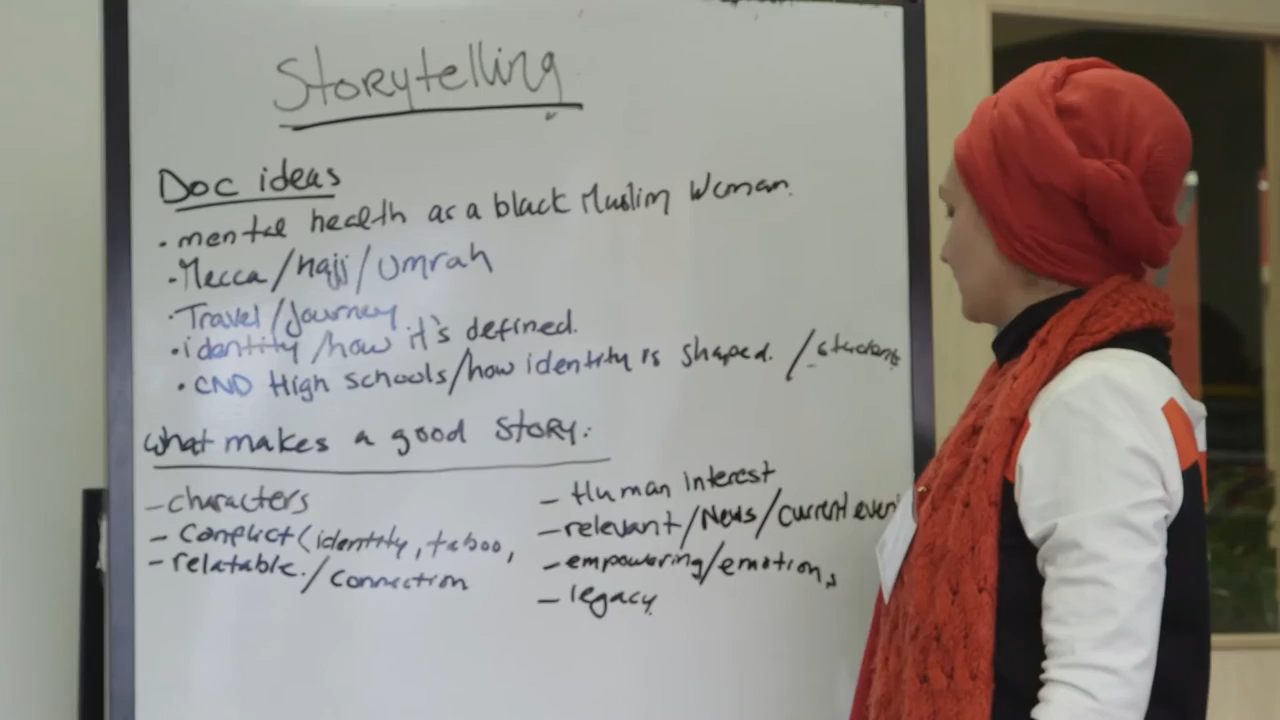 Storytelling
Doc ideas
• mental health as a black Muslim Woman.
• Mecca/hajj/Umrah
• Travel/Journey
• identity/how it's defined.
• CND High schools/how identity is shaped. / students
what makes a good story:
– characters
– Conflict (identity, taboo,
– relatable./connection
– Human interest
– relevant/News/current even
– empowering/emotions
– legacy